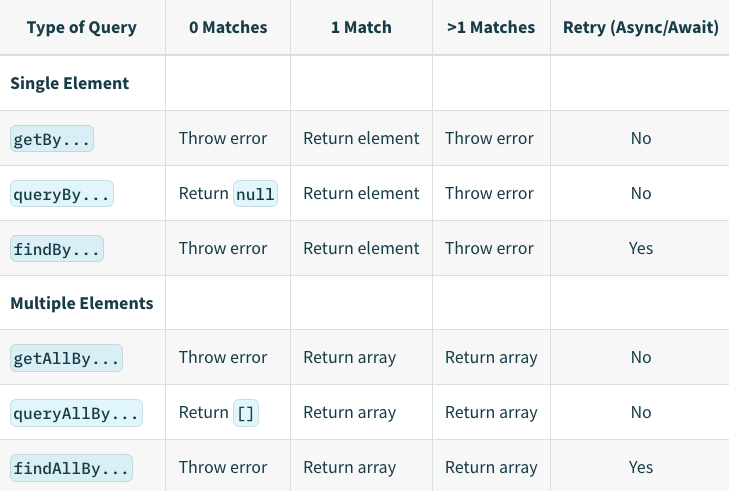 Type of Query 0 Matches 1 Match >1 Matches Retry (Async/Await)
Single Element
getBy... Throw error Return element Throw error No
queryBy... Return null Return element Throw error No
findBy... Throw error Return element Throw error Yes
Multiple Elements
getAllBy... Throw error Return array Return array No
queryAllBy... Return [] Return array Return array No
findAllBy... Throw error Return array Return array Yes